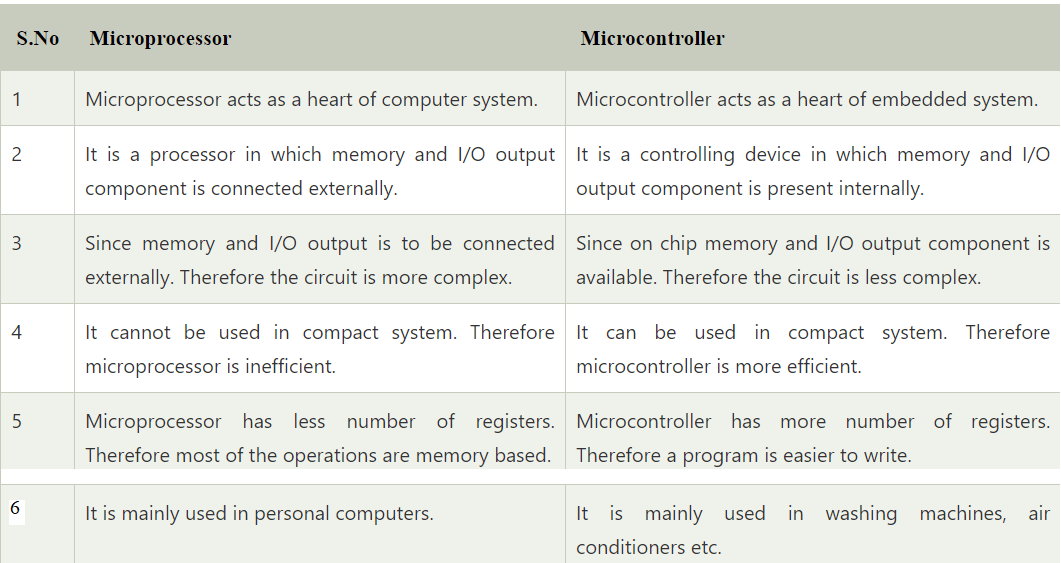 S.No Microprocessor Microcontroller
1 Microprocessor acts as a heart of computer system. Microcontroller acts as a heart of embedded system.
2 It is a processor in which memory and I/O output It is a controlling device in which memory and I/O
component is connected externally. output component is present internally.
3 Since memory and I/O output is to be connected Since on chip memory and I/O output component is
externally. Therefore the circuit is more complex. available. Therefore the circuit is less complex.
4 It cannot be used in compact system. Therefore It can be used in compact system. Therefore
microprocessor is inefficient. microcontroller is more efficient.
5 Microprocessor has less number of registers. Microcontroller has more number of registers.
Therefore most of the operations are memory based. Therefore a program is easier to write.
6 It is mainly used in personal computers. It is mainly used in washing machines, air
conditioners etc.